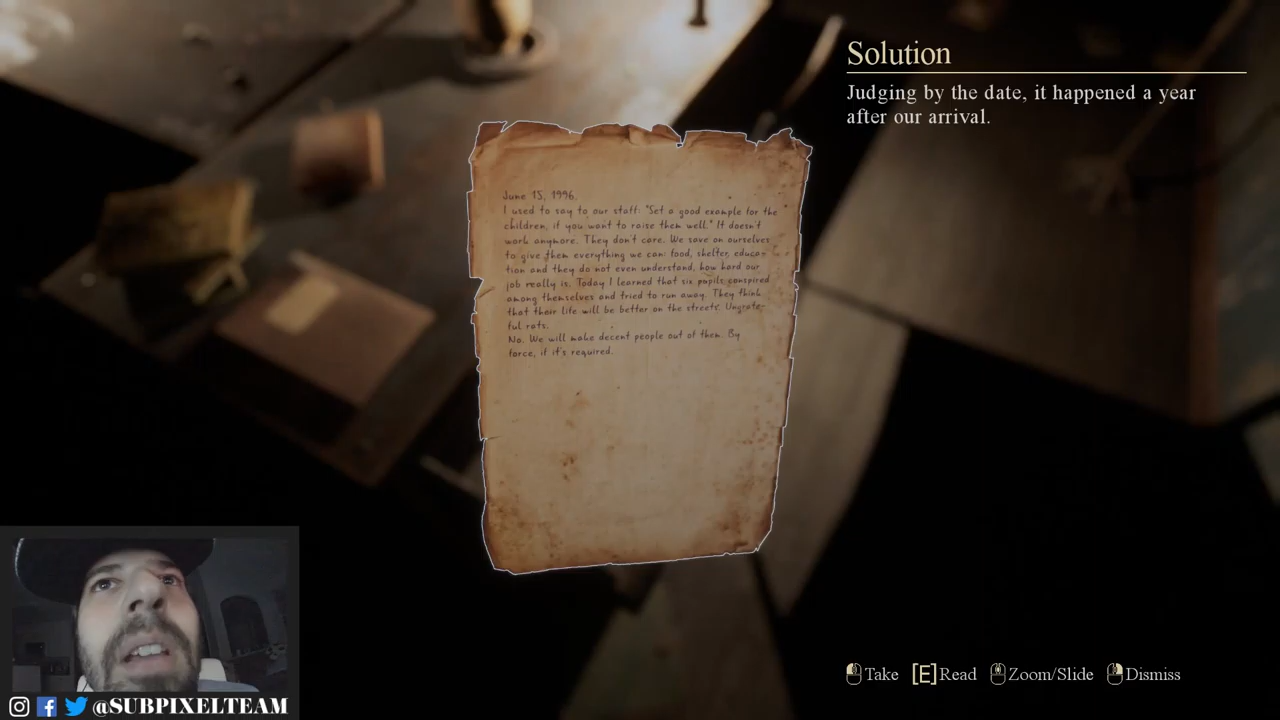 Solution
Judging by the date, it happened a year
after our arrival.
June 15, 1996.
I used to say to our staff: "Set a good example for the
children, if you want to raise them well." It doesn't
work anymore. They don't care. We save on ourselves
to give them everything we can: food, shelter, educa-
tion and they do not even understand, how hard our
job really is. Today I learned that six pupils conspired
among themselves and tried to run away. They think
that their life will be better on the streets. Ungrate-
ful rats.
No. We will make decent people out of them. By
force, if it's required.
Take [E]Read Zoom/Slide Dismiss
@SUBPIXELTEAM